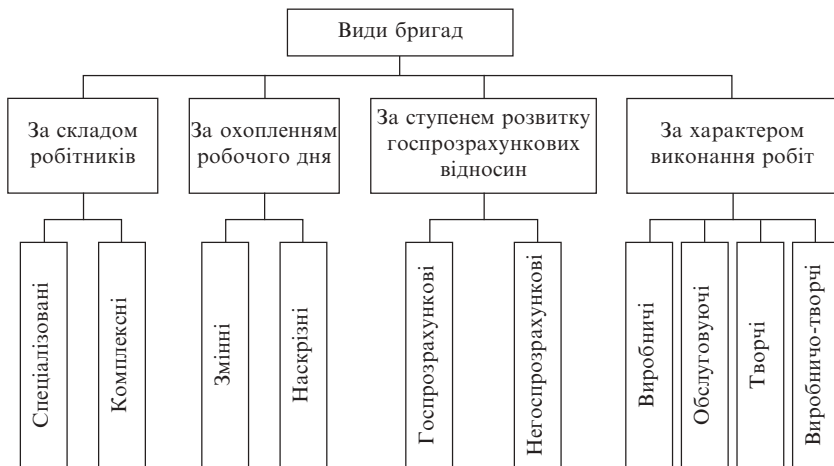 Види бригад
За складом
робітників
За охопленням
робочого дня
За ступенем розвитку
госпрозрахункових
відносин
За характером
виконання робіт
Спеціалізовані
Комплексні
Змінні
Наскрізні
Госпрозрахункові
Негоспрозрахункові
Виробничі
Обслуговуючі
Творчі
Виробничо-творчі